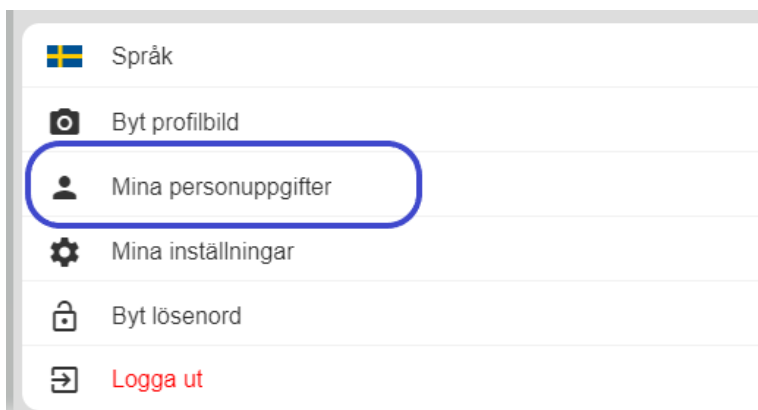 Språk
Byt profilbild
Mina personuppgifter
Mina inställningar
Byt lösenord
Logga ut